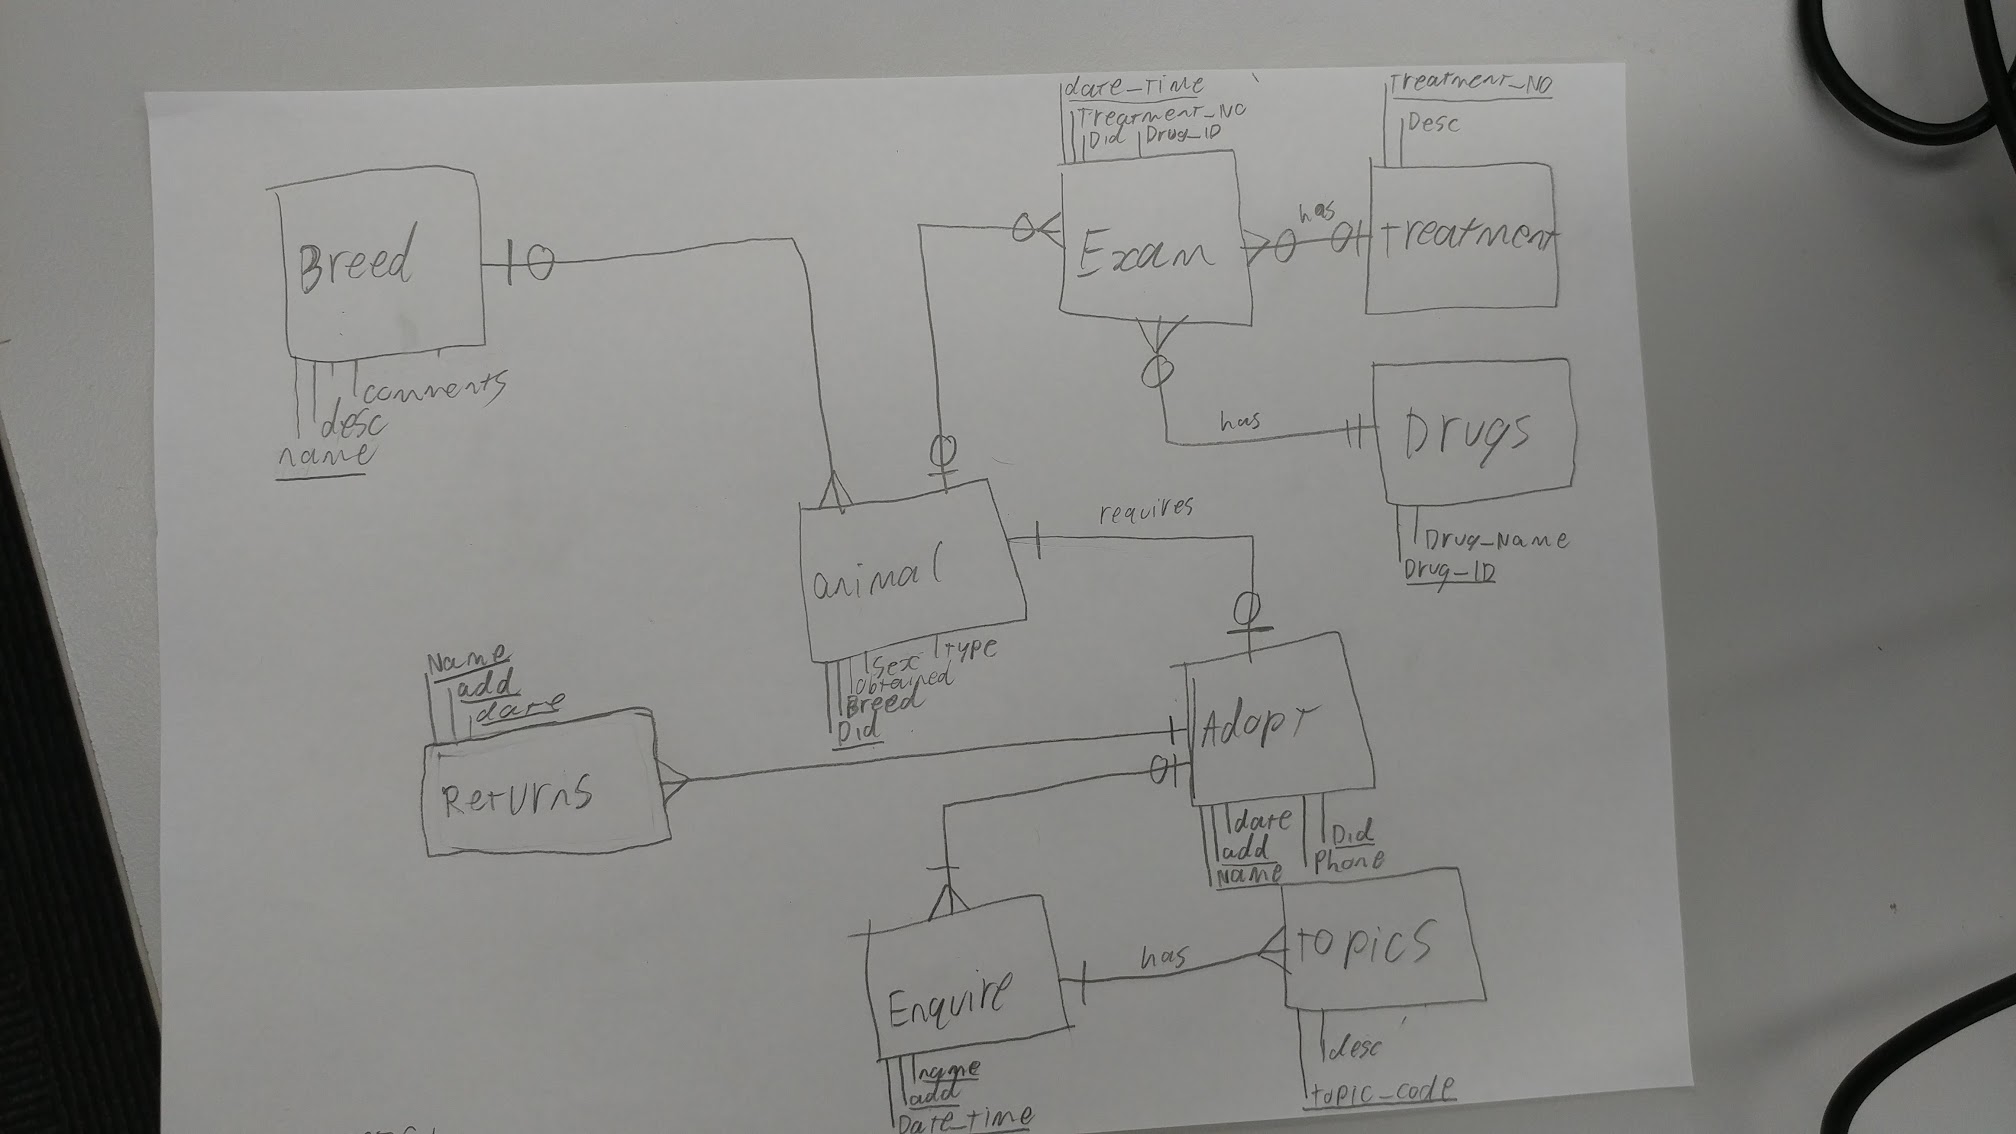 date_Time
Treatment_NO
Did Drug_ID
Treatment_NO
Desc
Breed
Exam
has
treatment
comments
desc
name
has
Drugs
Drug_Name
Drug_ID
animal
requires
sex type
obtained
Breed
Did
Name
add
date
Returns
Adopt
date
add
Name
Did
Phone
Enquire
has
topics
name
add
Date_time
desc
topic_code